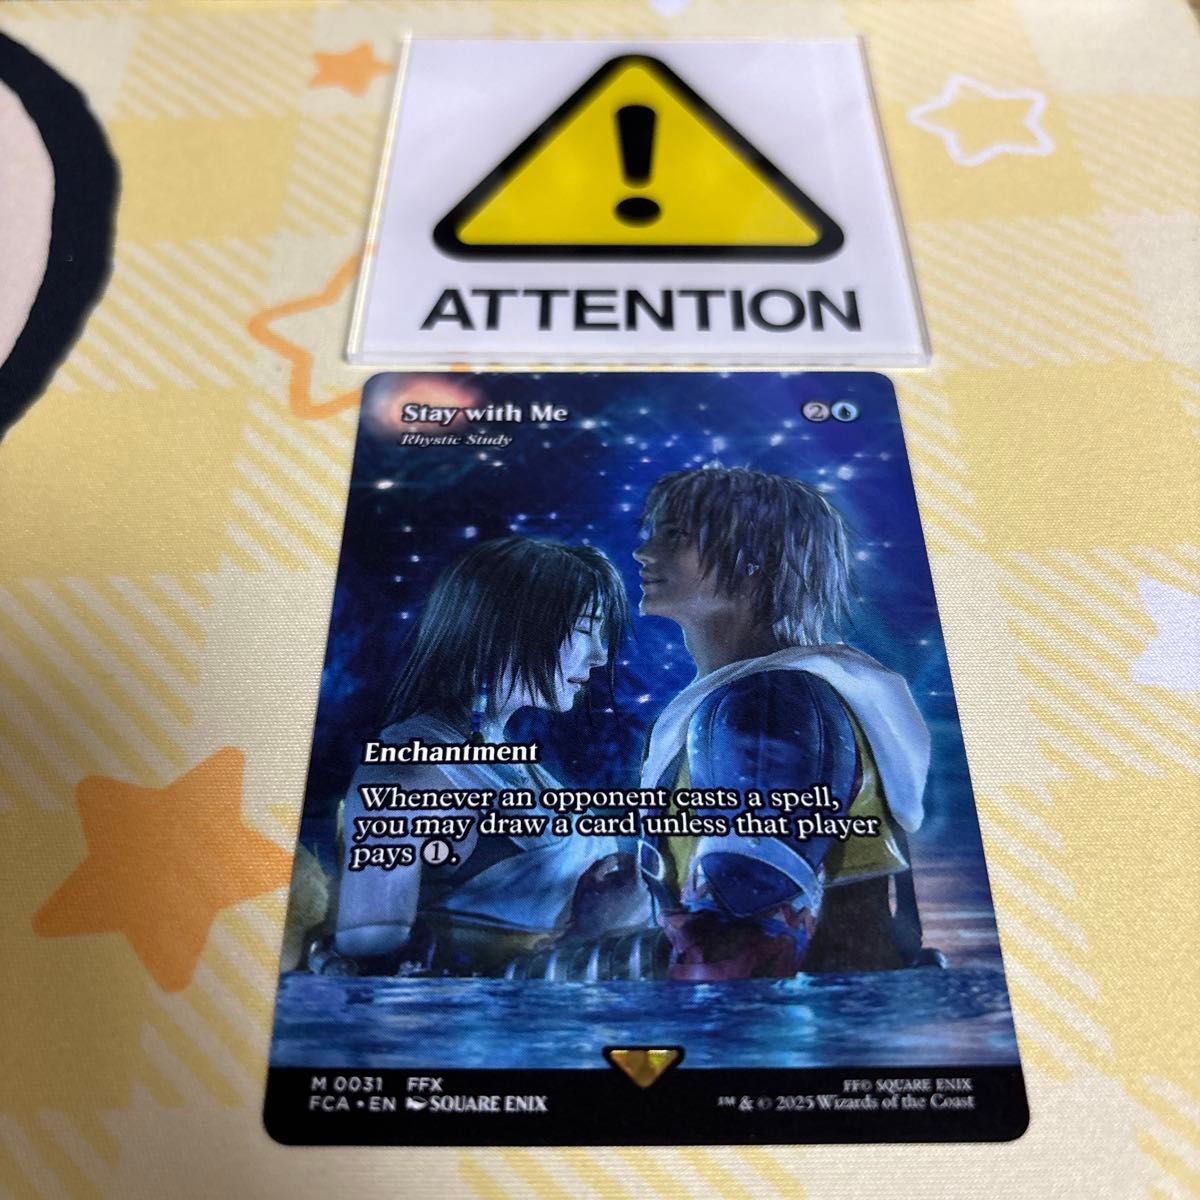 ATTENTION
Stay with Me
Rhystic Study
2
Enchantment
Whenever an opponent casts a spell,
you may draw a card unless that player
pays 1.
M 0031 FFX
FCA • EN SQUARE ENIX
FF© SQUARE ENIX
™ & © 2025 Wizards of the Coast